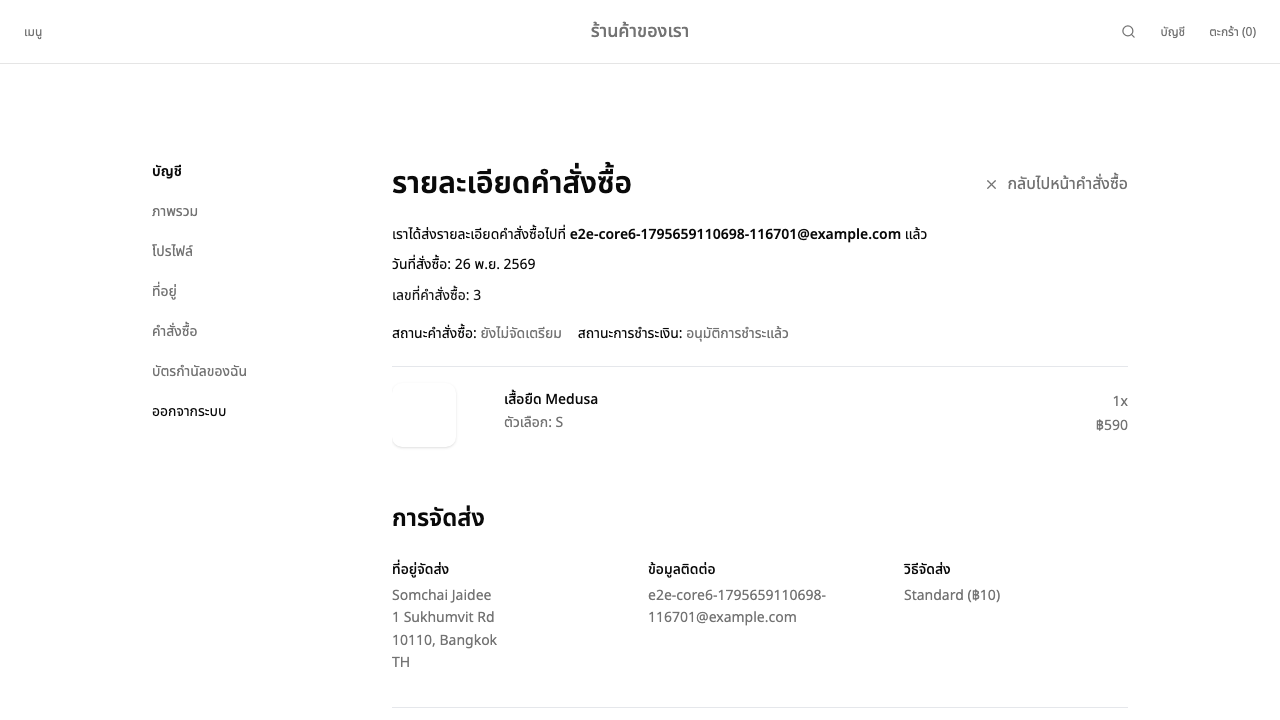 เมนู
ร้านค้าของเรา
บัญชี
ตะกร้า (0)
บัญชี
ภาพรวม
โปรไฟล์
ที่อยู่
คำสั่งซื้อ
บัตรกำนัลของฉัน
ออกจากระบบ
รายละเอียดคำสั่งซื้อ
กลับไปหน้าคำสั่งซื้อ
เราได้ส่งรายละเอียดคำสั่งซื้อไปที่ e2e-core6-1795659110698-116701@example.com แล้ว
วันที่สั่งซื้อ: 26 พ.ย. 2569
เลขที่คำสั่งซื้อ: 3
สถานะคำสั่งซื้อ: ยังไม่จัดเตรียม สถานะการชำระเงิน: อนุมัติการชำระแล้ว
เสื้อยืด Medusa
ตัวเลือก: S
1x
฿590
การจัดส่ง
ที่อยู่จัดส่ง
Somchai Jaidee
1 Sukhumvit Rd
10110, Bangkok
TH
ข้อมูลติดต่อ
e2e-core6-1795659110698-
116701@example.com
วิธีจัดส่ง
Standard (฿10)